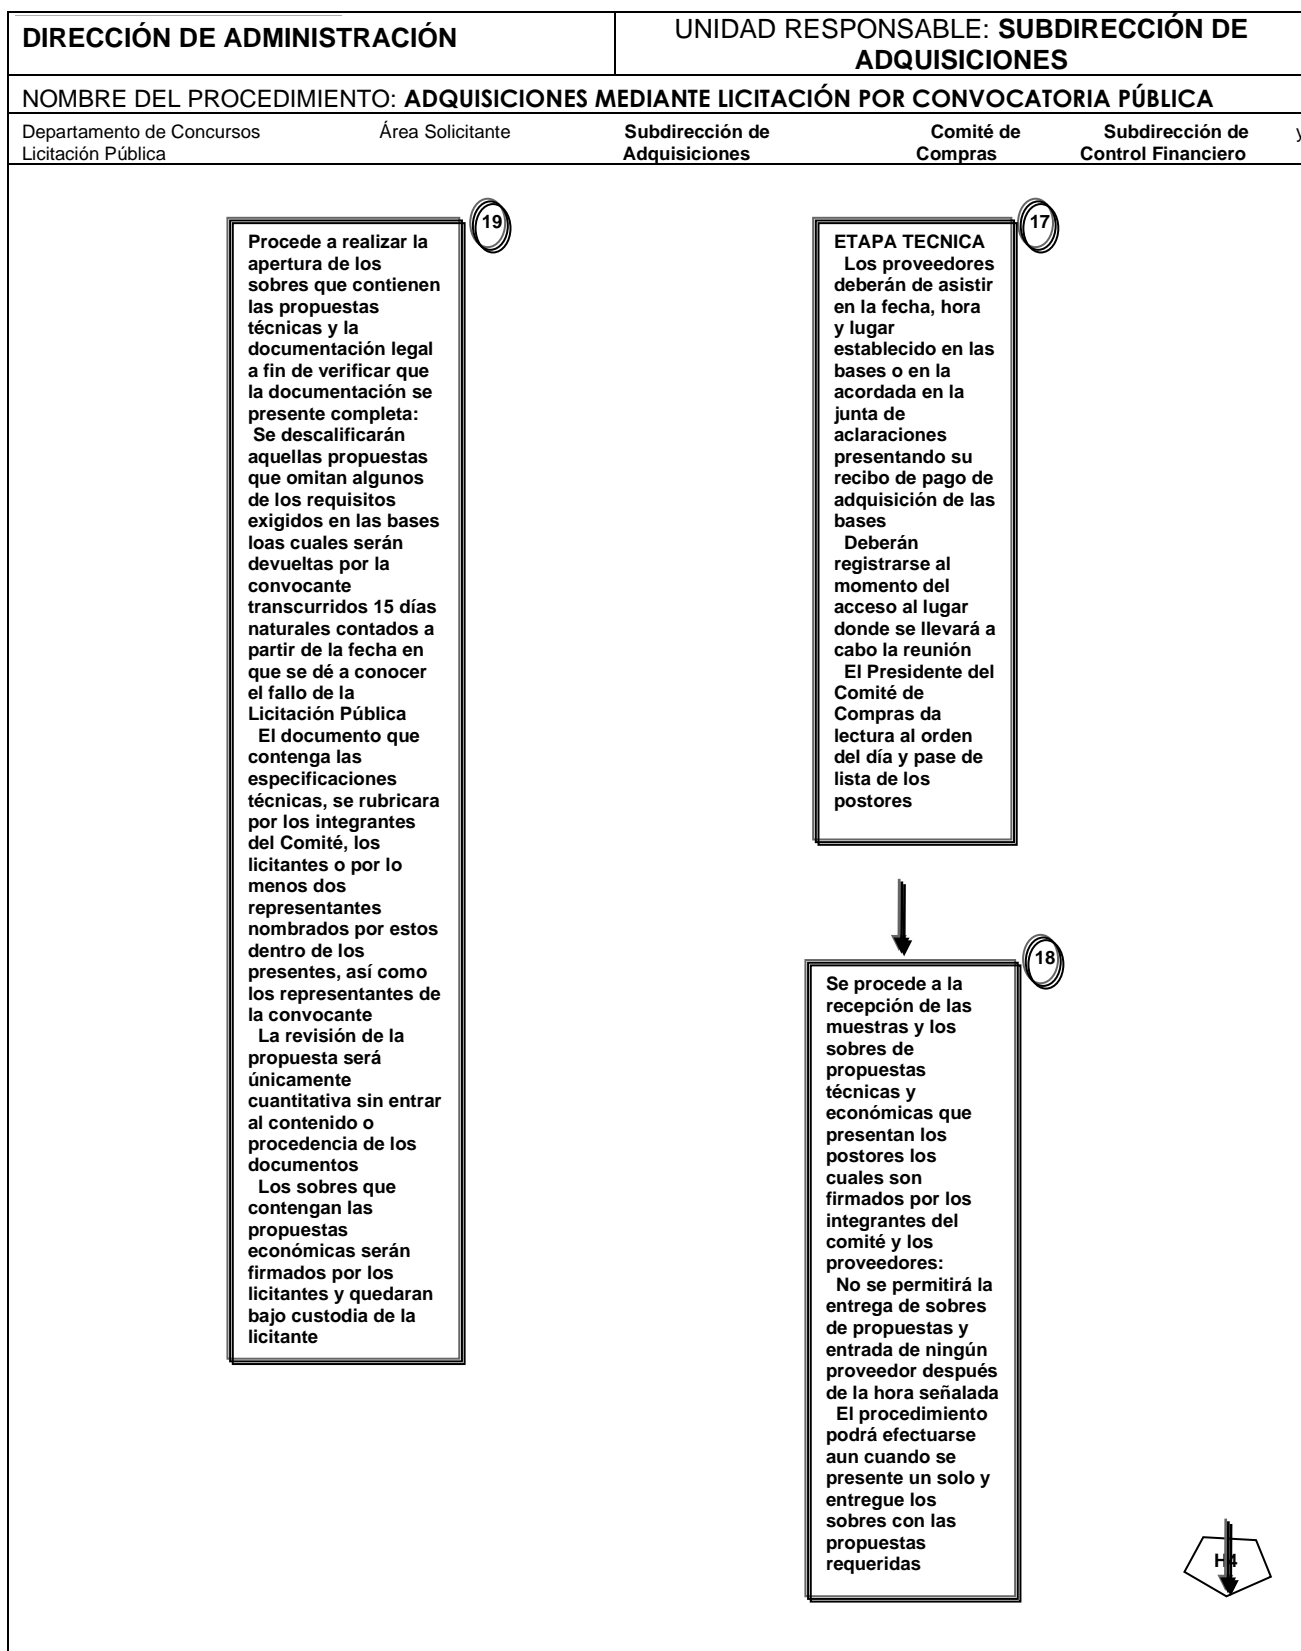 DIRECCIÓN DE ADMINISTRACIÓN
UNIDAD RESPONSABLE: SUBDIRECCIÓN DE
ADQUISICIONES
NOMBRE DEL PROCEDIMIENTO: ADQUISICIONES MEDIANTE LICITACIÓN POR CONVOCATORIA PÚBLICA
Departamento de Concursos
Licitación Pública
Área Solicitante
Subdirección de
Adquisiciones
Comité de
Compras
Subdirección de
Control Financiero
y
19
Procede a realizar la
apertura de los
sobres que contienen
las propuestas
técnicas y la
documentación legal
a fin de verificar que
la documentación se
presente completa:
Se descalificarán
aquellas propuestas
que omitan algunos
de los requisitos
exigidos en las bases
loas cuales serán
devueltas por la
convocante
transcurridos 15 días
naturales contados a
partir de la fecha en
que se dé a conocer
el fallo de la
Licitación Pública
El documento que
contenga las
especificaciones
técnicas, se rubricara
por los integrantes
del Comité, los
licitantes o por lo
menos dos
representantes
nombrados por estos
dentro de los
presentes, así como
los representantes de
la convocante
La revisión de la
propuesta será
únicamente
cuantitativa sin entrar
al contenido o
procedencia de los
documentos
Los sobres que
contengan las
propuestas
económicas serán
firmados por los
licitantes y quedaran
bajo custodia de la
licitante
17
ETAPA TECNICA
Los proveedores
deberán de asistir
en la fecha, hora
y lugar
establecido en las
bases o en la
acordada en la
junta de
aclaraciones
presentando su
recibo de pago de
adquisición de las
bases
Deberán
registrarse al
momento del
acceso al lugar
donde se llevará a
cabo la reunión
El Presidente del
Comité de
Compras da
lectura al orden
del día y pase de
lista de los
postores
18
Se procede a la
recepción de las
muestras y los
sobres de
propuestas
técnicas y
económicas que
presentan los
postores los
cuales son
firmados por los
integrantes del
comité y los
proveedores:
No se permitirá la
entrega de sobres
de propuestas y
entrada de ningún
proveedor después
de la hora señalada
El procedimiento
podrá efectuarse
aun cuando se
presente un solo y
entregue los
sobres con las
propuestas
requeridas
H4